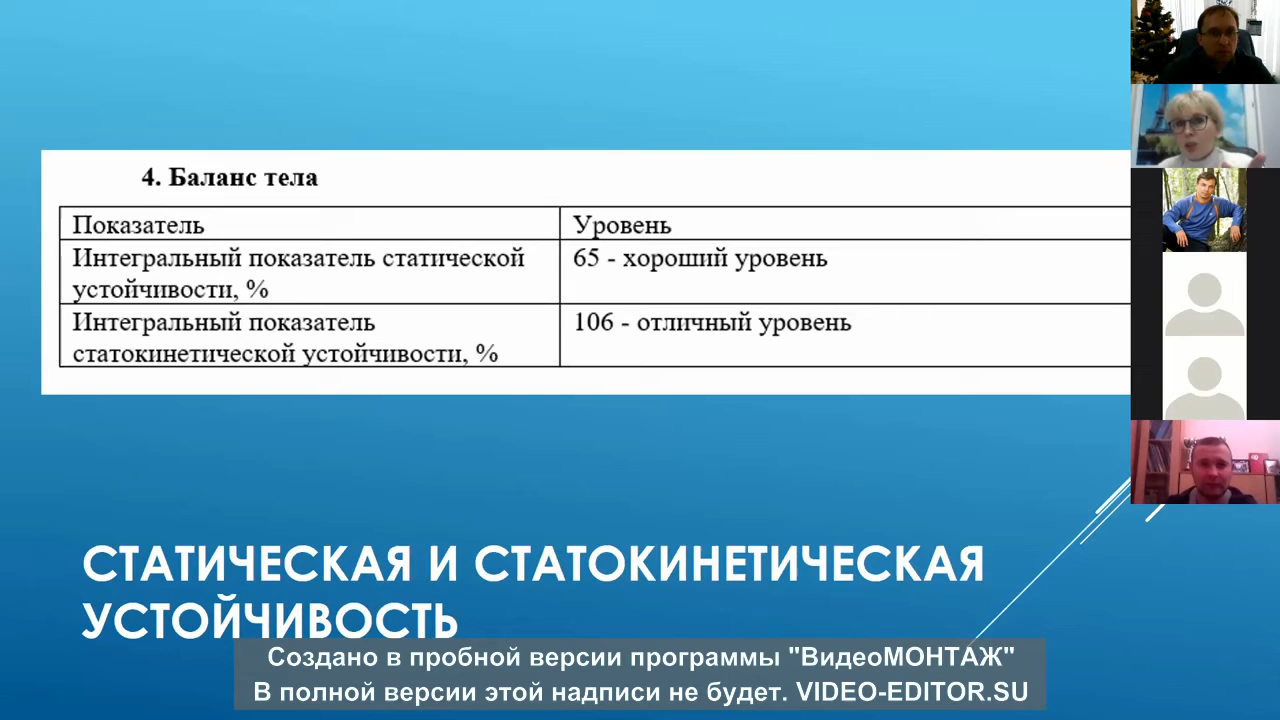 4. Баланс тела
Показатель
Уровень
Интегральный показатель статической
устойчивости, %
65 - хороший уровень
Интегральный показатель
статокинетической устойчивости, %
106 - отличный уровень
СТАТИЧЕСКАЯ И СТАТОКИНЕТИЧЕСКАЯ
УСТОЙЧИВОСТЬ
Создано в пробной версии программы "ВидеоМОНТАЖ"
В полной версии этой надписи не будет. VIDEO-EDITOR.SU